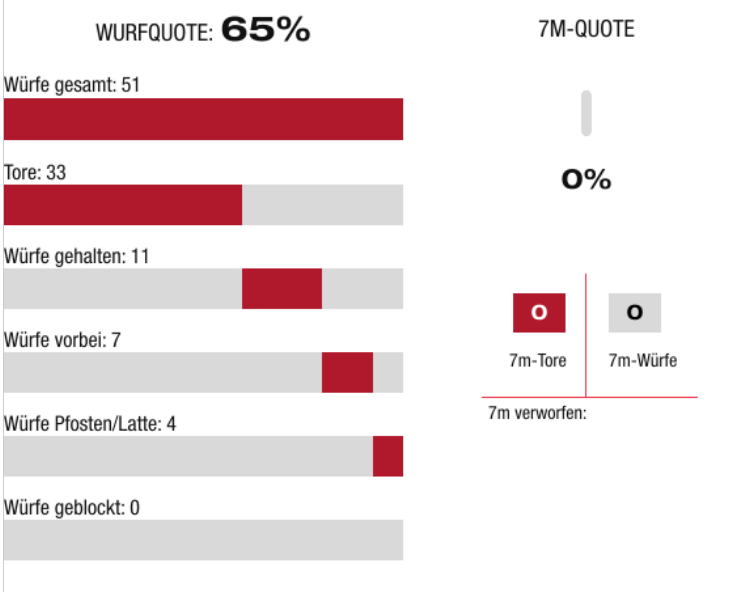 WURFQUOTE: 65%
Würfe gesamt: 51
Tore: 33
Würfe gehalten: 11
Würfe vorbei: 7
Würfe Pfosten/Latte: 4
Würfe geblockt: 0
7M-QUOTE
0%
0 0
7m-Tore 7m-Würfe
7m verworfen: